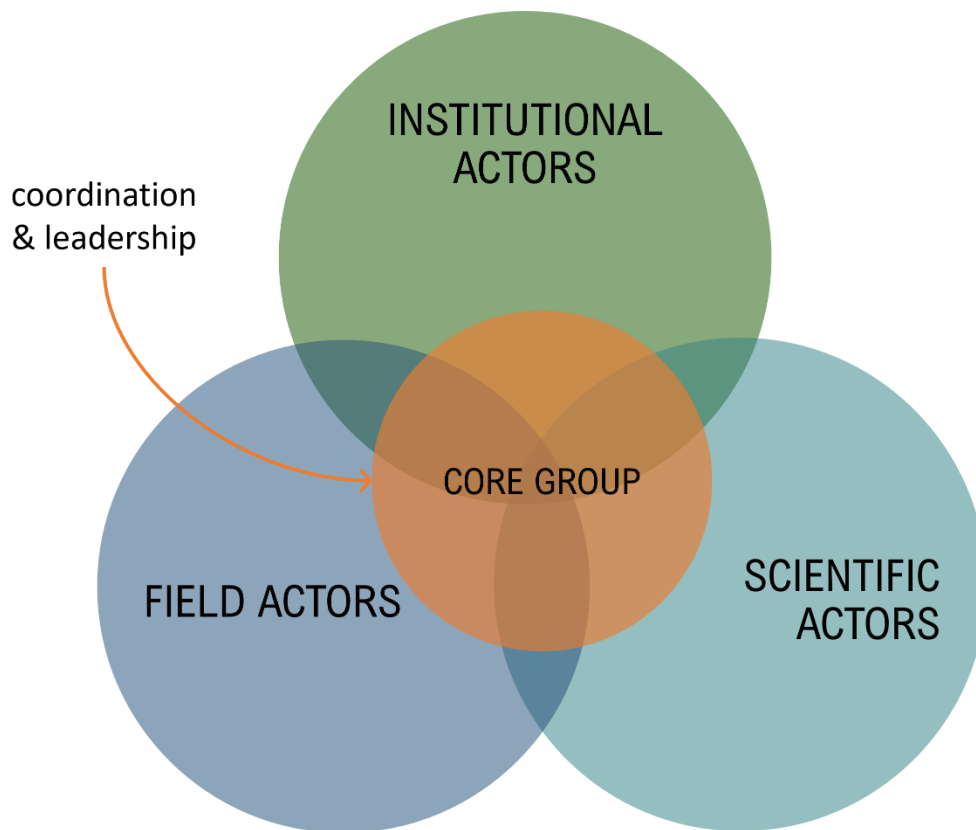 INSTITUTIONAL
ACTORS
coordination
& leadership
CORE GROUP
FIELD ACTORS
SCIENTIFIC
ACTORS